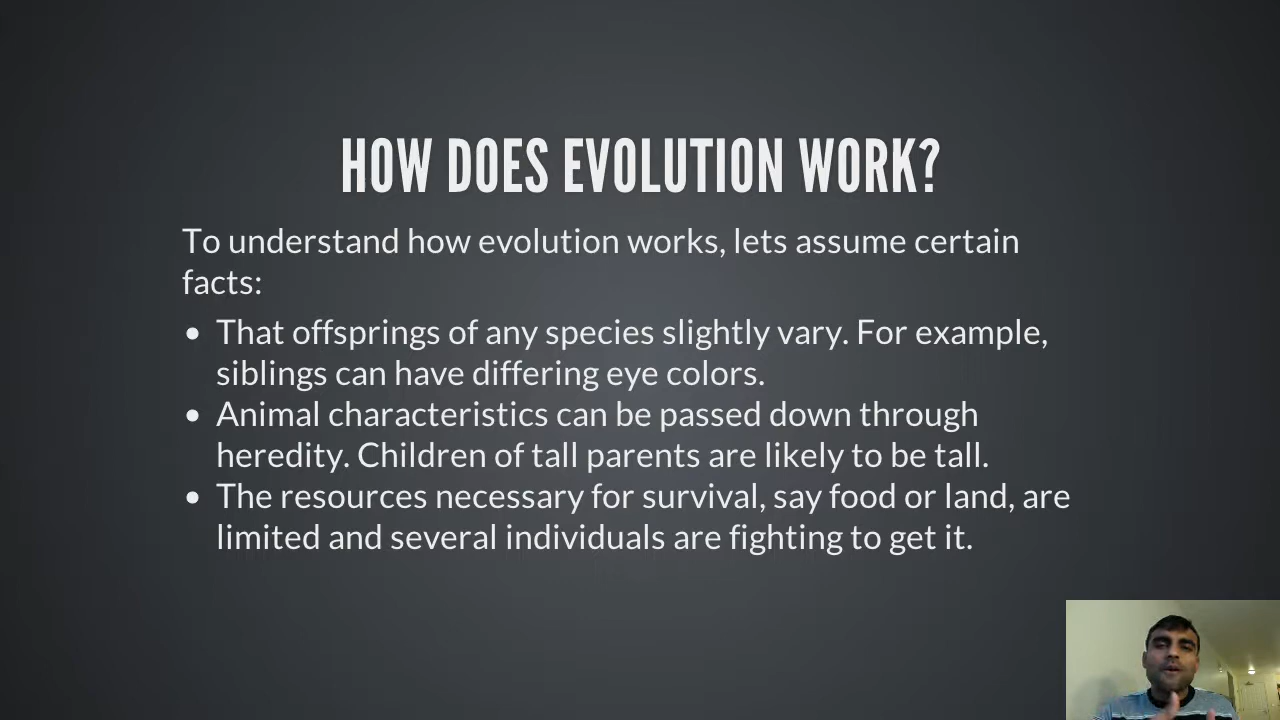 HOW DOES EVOLUTION WORK?
To understand how evolution works, lets assume certain
facts:
• That offsprings of any species slightly vary. For example,
siblings can have differing eye colors.
• Animal characteristics can be passed down through
heredity. Children of tall parents are likely to be tall.
• The resources necessary for survival, say food or land, are
limited and several individuals are fighting to get it.